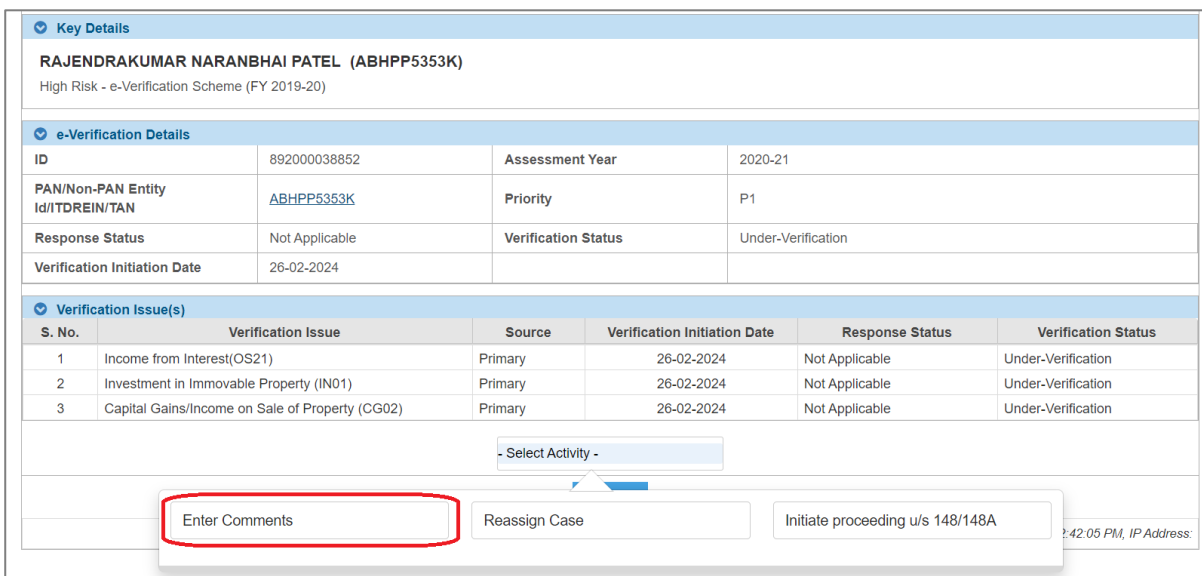 Key Details
RAJENDRAKUMAR NARANBHAI PATEL (ABHPP5353K)
High Risk - e-Verification Scheme (FY 2019-20)
e-Verification Details
ID 892000038852 Assessment Year 2020-21
PAN/Non-PAN Entity
Id/ITDREIN/TAN ABHPP5353K Priority P1
Response Status Not Applicable Verification Status Under-Verification
Verification Initiation Date 26-02-2024
Verification Issue(s)
S. No. Verification Issue Source Verification Initiation Date Response Status Verification Status
1 Income from Interest(OS21) Primary 26-02-2024 Not Applicable Under-Verification
2 Investment in Immovable Property (IN01) Primary 26-02-2024 Not Applicable Under-Verification
3 Capital Gains/Income on Sale of Property (CG02) Primary 26-02-2024 Not Applicable Under-Verification
- Select Activity -
Enter Comments Reassign Case Initiate proceeding u/s 148/148A
:42:05 PM, IP Address: